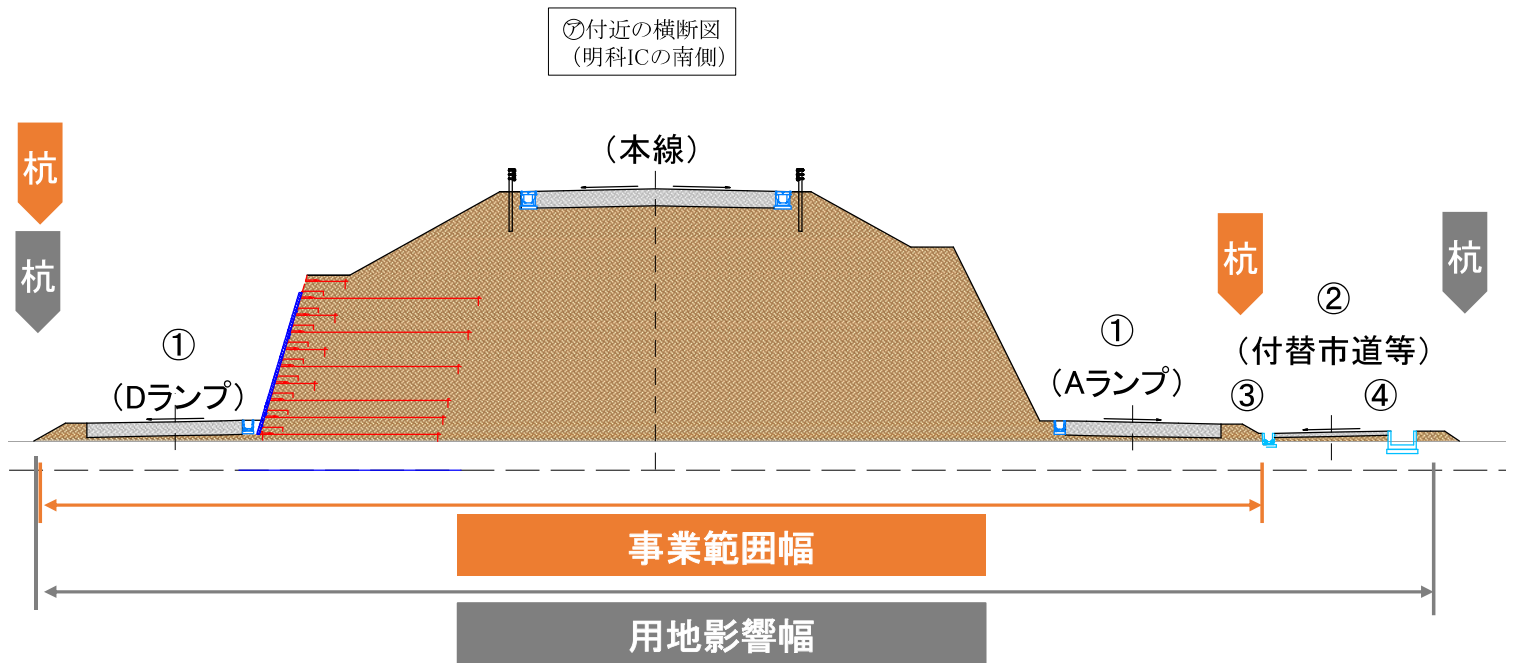 ㋐付近の横断図
（明科ICの南側）
杭
杭
（本線）
杭
杭
①
（Dランプ）
①
（Aランプ）
②
（付替市道等）
③
④
事業範囲幅
用地影響幅